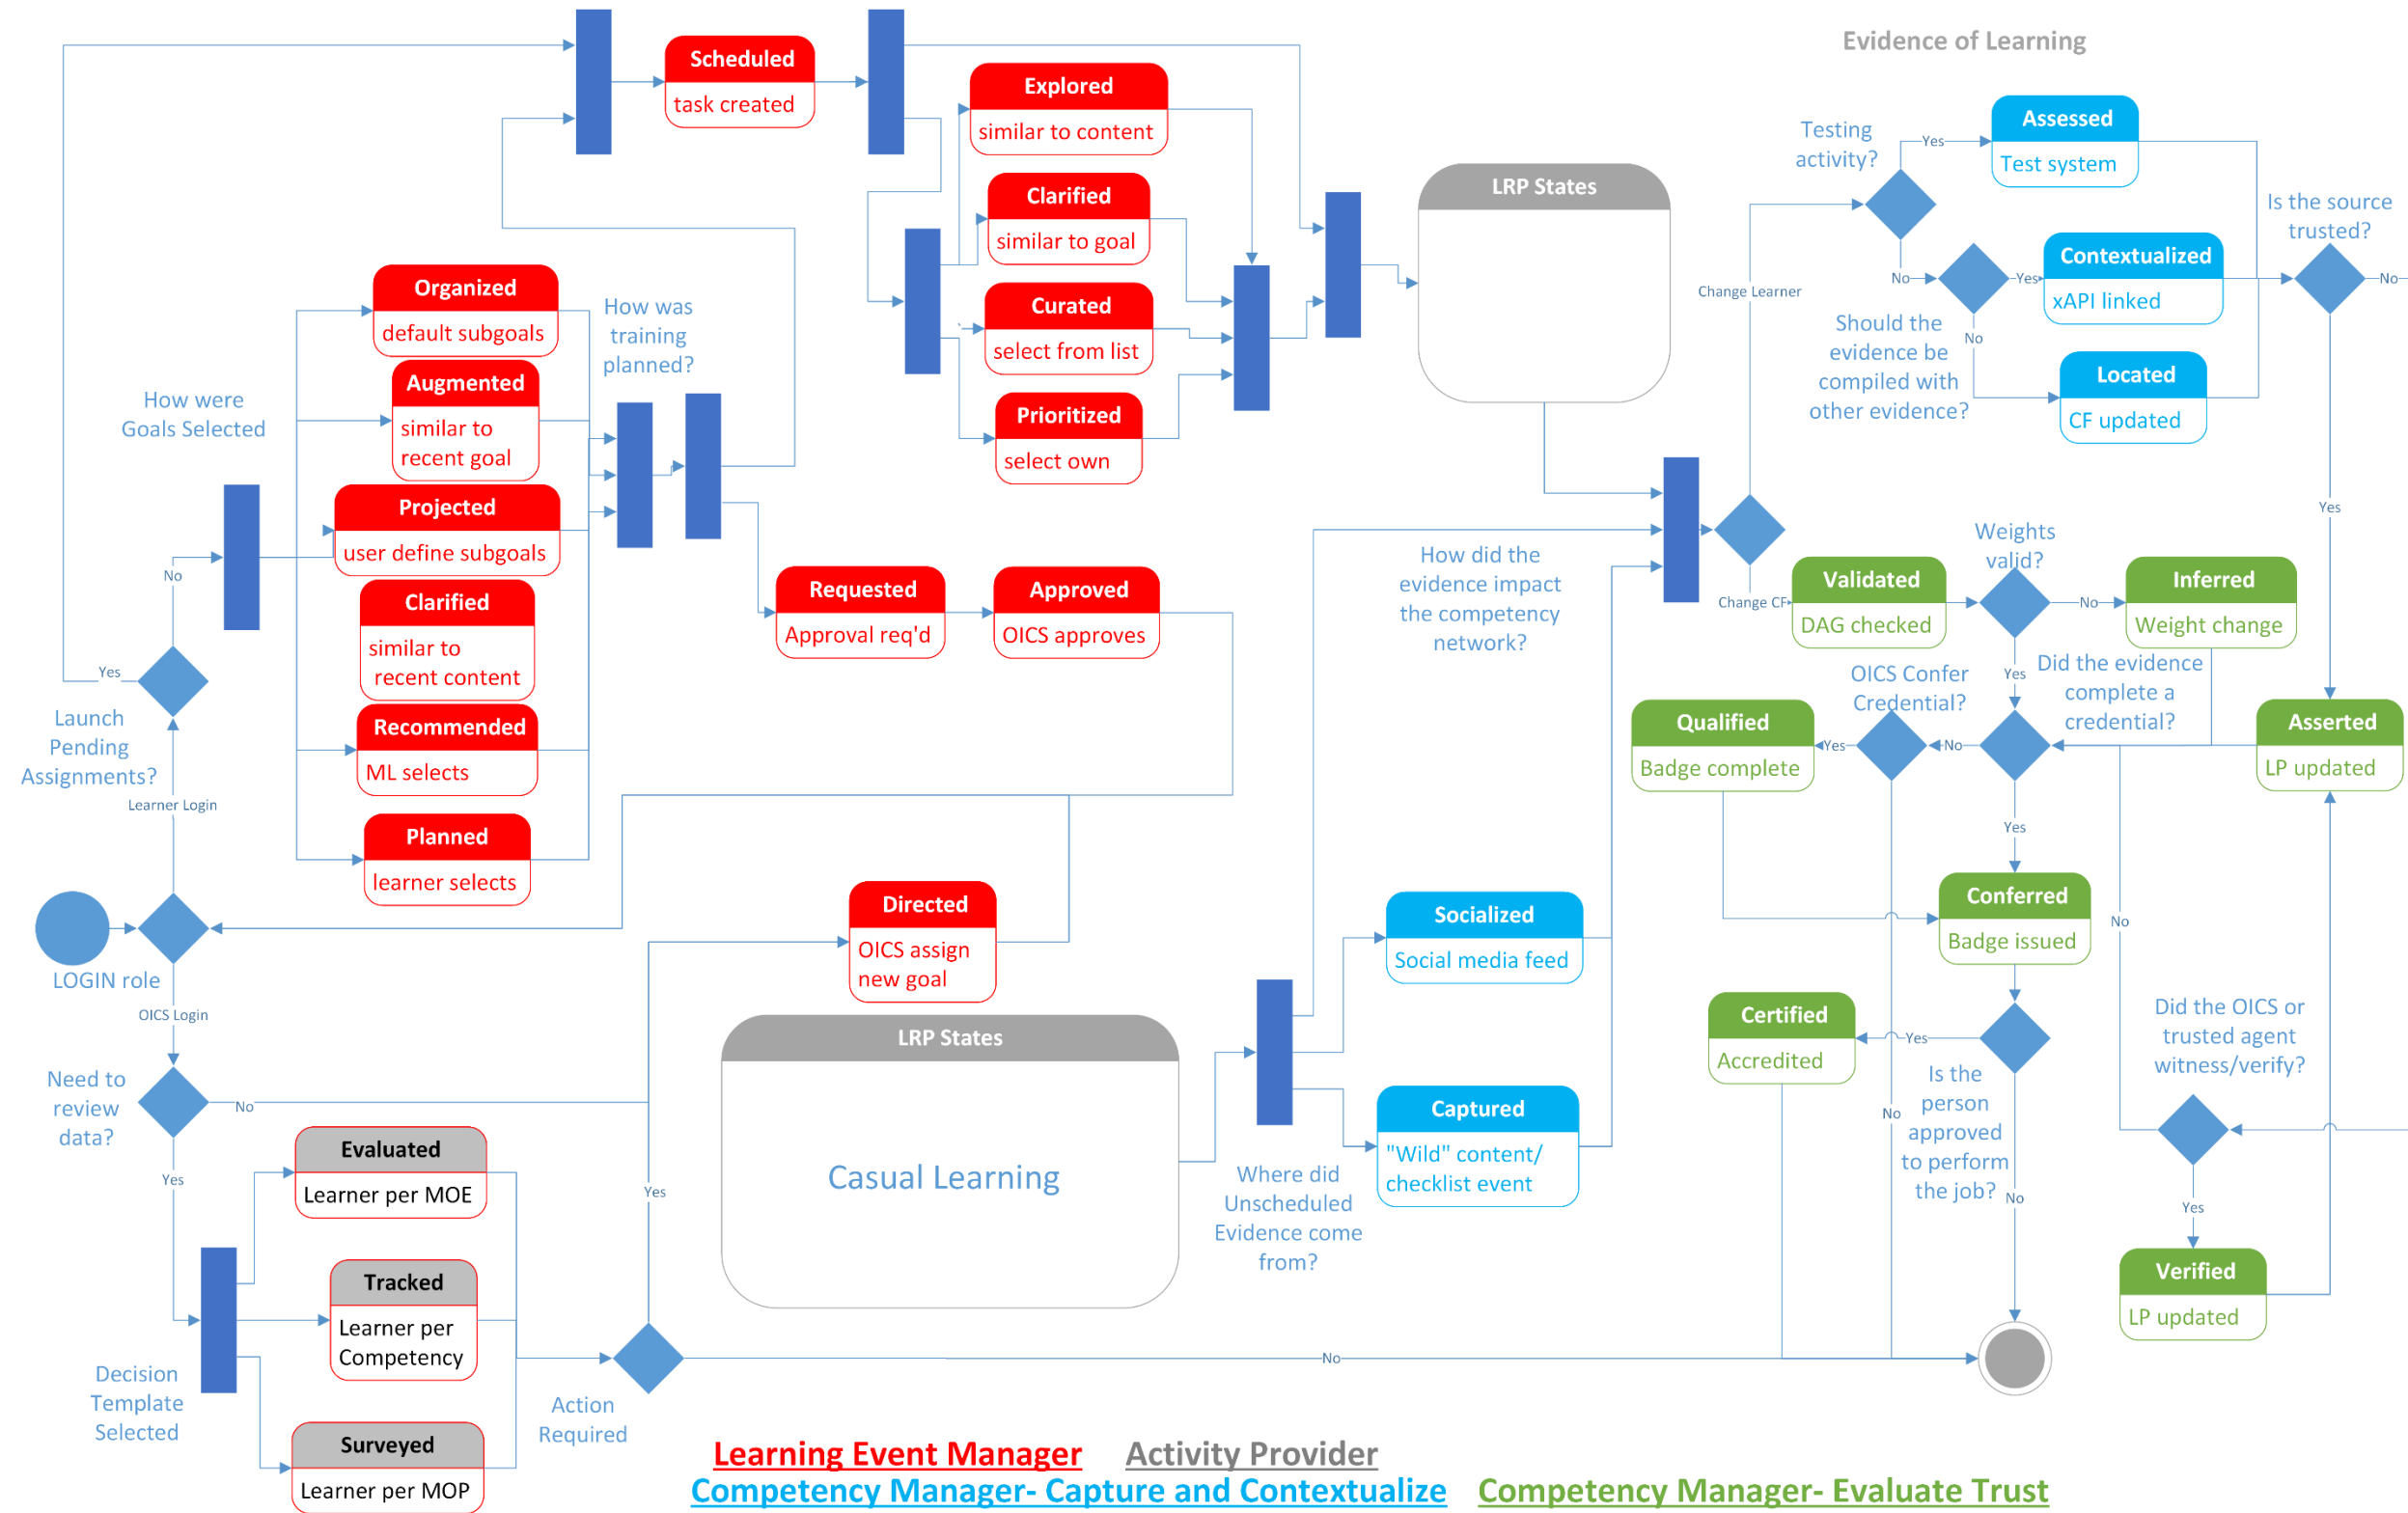 Evidence of Learning
Scheduled
task created
Explored
similar to content
Clarified
similar to goal
Curated
select from list
Prioritized
select own
LRP States
Testing
activity?
Yes
No
Assessed
Test system
Should the
evidence be
compiled with
other evidence?
Yes
No
Contextualized
xAPI linked
Located
CF updated
Is the source
trusted?
No
Yes
Change Learner
Change CF
How were
Goals Selected
Organized
default subgoals
Augmented
similar to
recent goal
Projected
user define subgoals
Clarified
similar to
recent content
Recommended
ML selects
Planned
learner selects
How was
training
planned?
Requested
Approval req'd
Approved
OICS approves
How did the
evidence impact
the competency
network?
Validated
DAG checked
Weights
valid?
No
Yes
Inferred
Weight change
OICS Confer
Credential?
Did the evidence
complete a
credential?
Qualified
Badge complete
Yes
No
No
Yes
Asserted
LP updated
Launch
Pending
Assignments?
Yes
No
Learner Login
LOGIN role
OICS Login
Directed
OICS assign
new goal
Socialized
Social media feed
Conferred
Badge issued
No
Certified
Accredited
Yes
Is the
person
approved
to perform
the job?
No
Did the OICS or
trusted agent
witness/verify?
Yes
Verified
LP updated
Need to
review
data?
No
Yes
LRP States
Casual Learning
Where did
Unscheduled
Evidence come
from?
Captured
"Wild" content/
checklist event
Evaluated
Learner per MOE
Tracked
Learner per
Competency
Surveyed
Learner per MOP
Decision
Template
Selected
Action
Required
Yes
No
Learning Event Manager
Activity Provider
Competency Manager- Capture and Contextualize
Competency Manager- Evaluate Trust